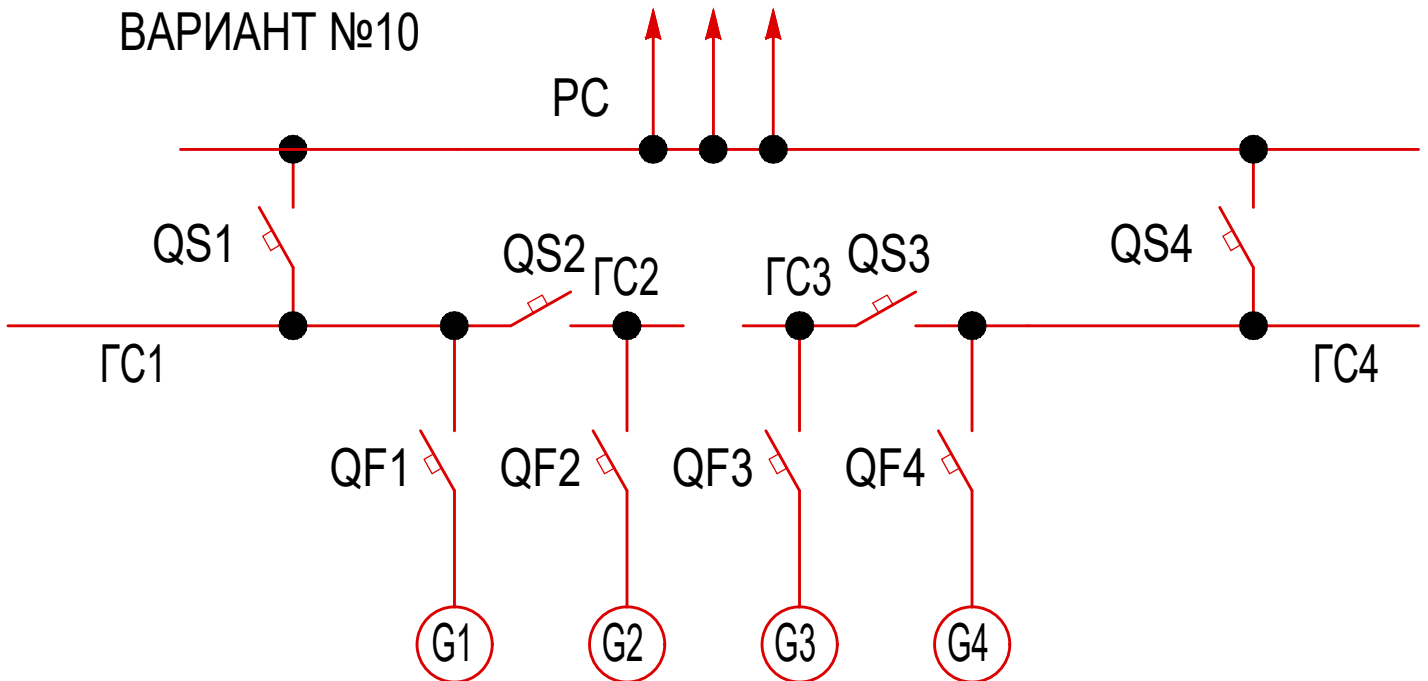 ВАРИАНТ №10
РС
QS1
QS2
ГС2
ГС3
QS3
QS4
ГС1
ГС4
QF1
QF2
QF3
QF4
G1
G2
G3
G4